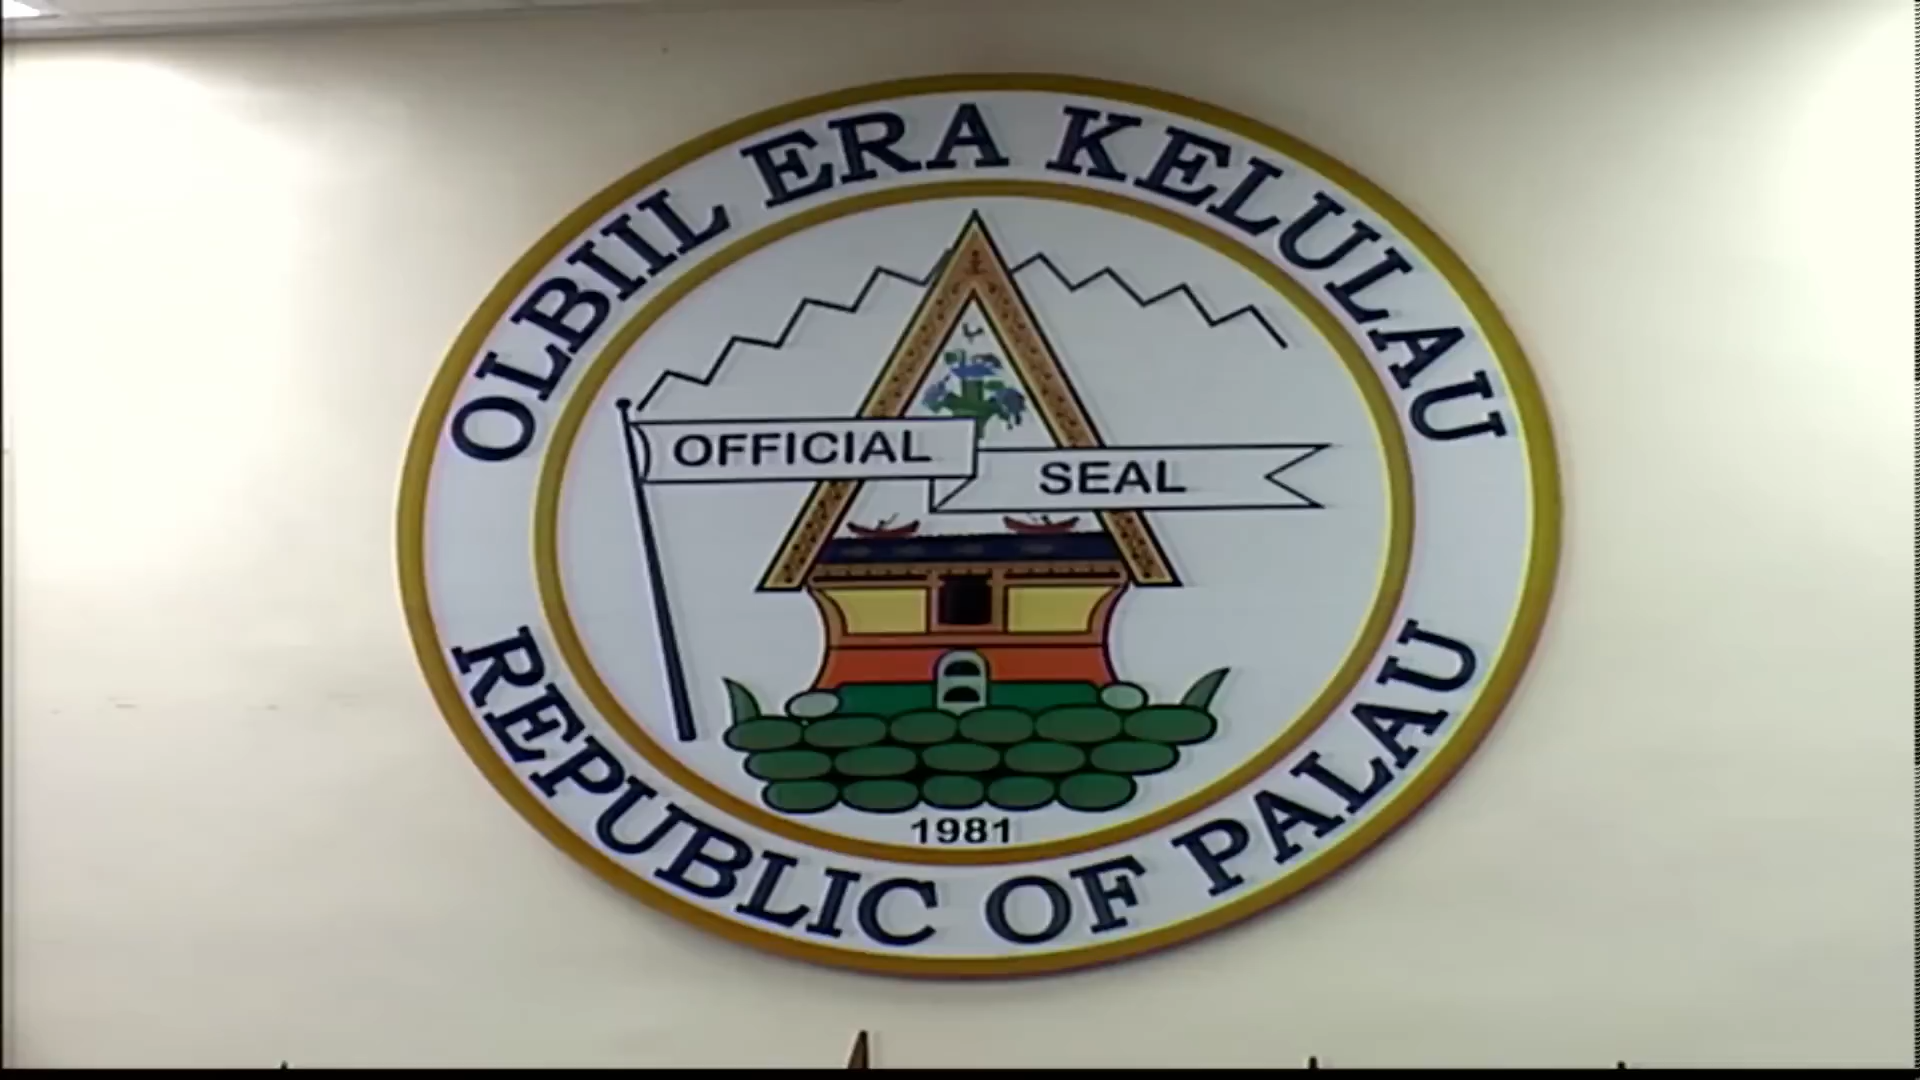 OLBIIL ERA KELULAU
OFFICIAL
SEAL
1981
REPUBLIC OF PALAU